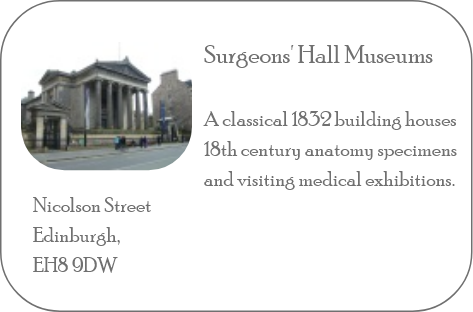 Surgeons' Hall Museums
A classical 1832 building houses
18th century anatomy specimens
and visiting medical exhibitions.
Nicolson Street
Edinburgh,
EH8 9DW